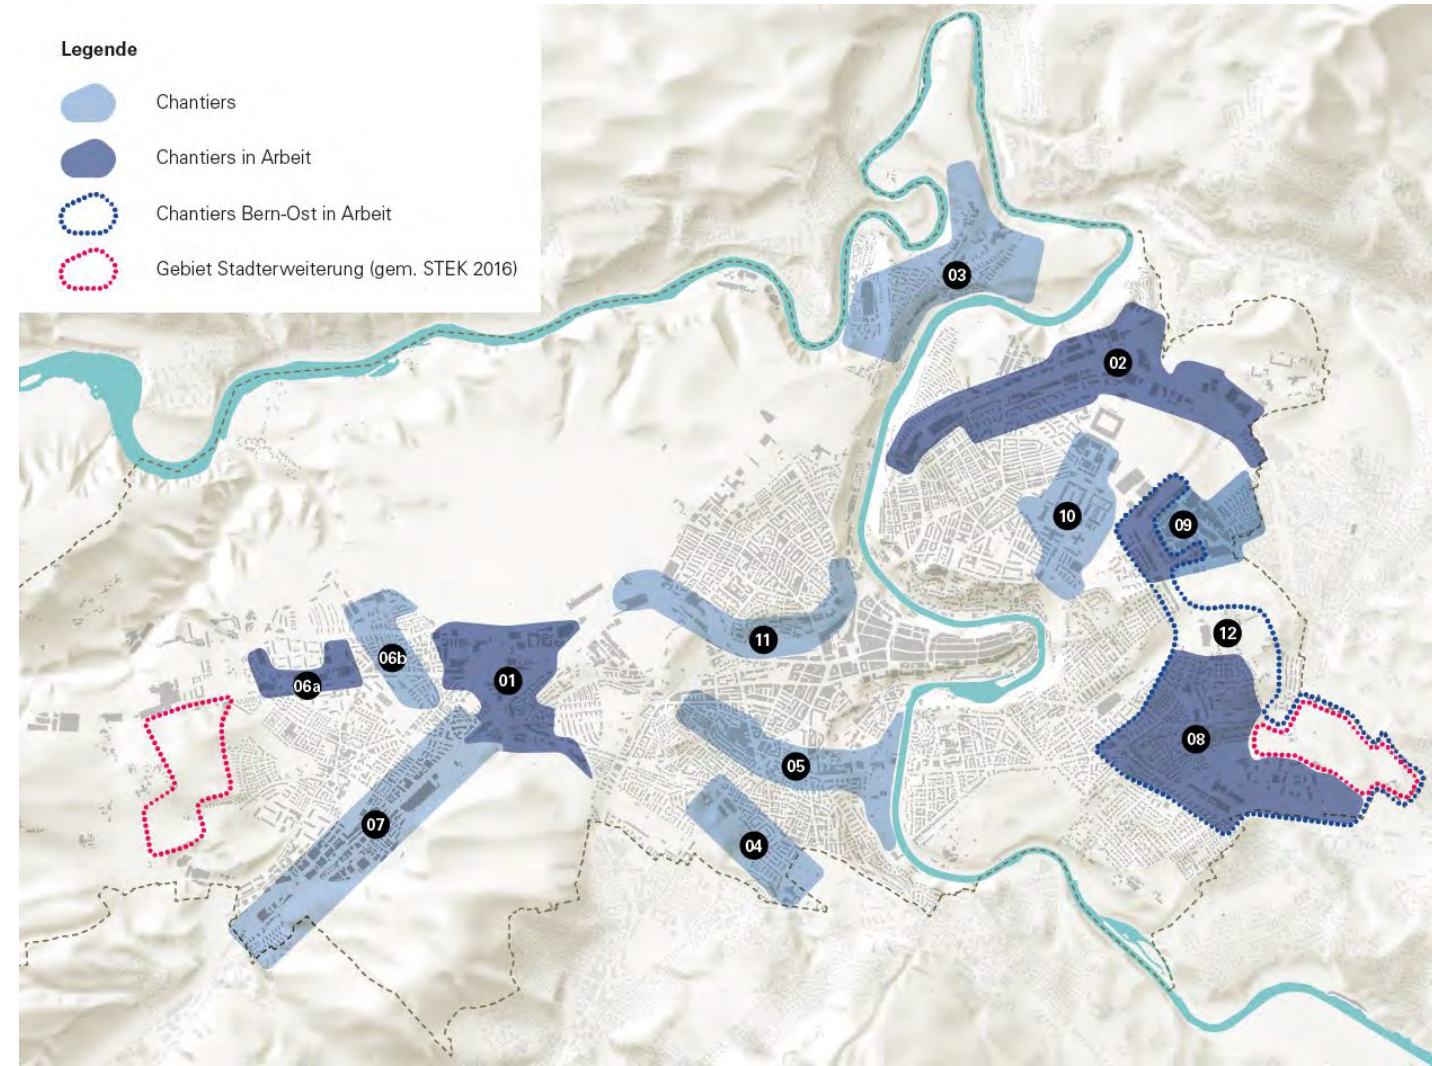 Legende
Chantiers
Chantiers in Arbeit
Chantiers Bern-Ost in Arbeit
Gebiet Stadterweiterung (gem. STEK 2016)
03
02
10
09
11
12
06b
06a
01
08
05
07
04